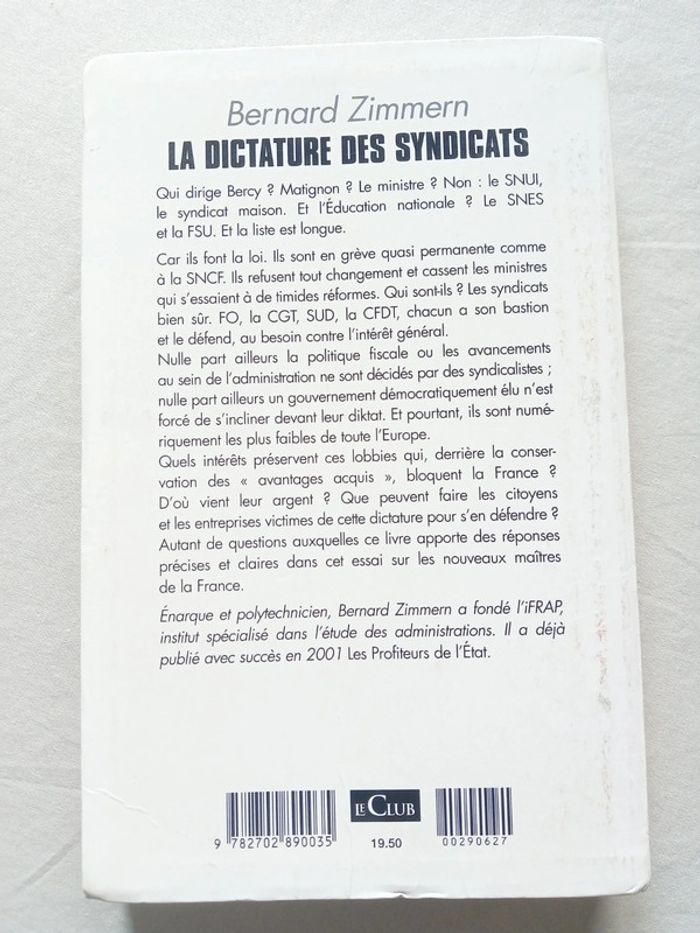 Bernard Zimmern
LA DICTATURE DES SYNDICATS
Qui dirige Bercy ? Matignon ? Le ministre ? Non : le SNUI,
le syndicat maison. Et l'Éducation nationale ? Le SNES
et la FSU. Et la liste est longue.
Car ils font la loi. Ils sont en grève quasi permanente comme
à la SNCF. Ils refusent tout changement et cassent les ministres
qui s'essaient à de timides réformes. Qui sont-ils ? Les syndicats
bien sûr. FO, la CGT, SUD, la CFDT, chacun a son bastion
et le défend, au besoin contre l'intérêt général.
Nulle part ailleurs la politique fiscale ou les avancements
au sein de l'administration ne sont décidés par des syndicalistes ;
nulle part ailleurs un gouvernement démocratiquement élu n'est
forcé de s'incliner devant leur diktat. Et pourtant, ils sont numé-
riquement les plus faibles de toute l'Europe.
Quels intérêts préservent ces lobbies qui, derrière la conser-
vation des « avantages acquis », bloquent la France ?
D'où vient leur argent ? Que peuvent faire les citoyens
et les entreprises victimes de cette dictature pour s'en défendre ?
Autant de questions auxquelles ce livre apporte des réponses
précises et claires dans cet essai sur les nouveaux maîtres
de la France.
Énarque et polytechnicien, Bernard Zimmern a fondé l'iFRAP,
institut spécialisé dans l'étude des administrations. Il a déjà
publié avec succès en 2001 Les Profiteurs de l'État.
LE CLUB
9 782702 890035
19.50
00290627